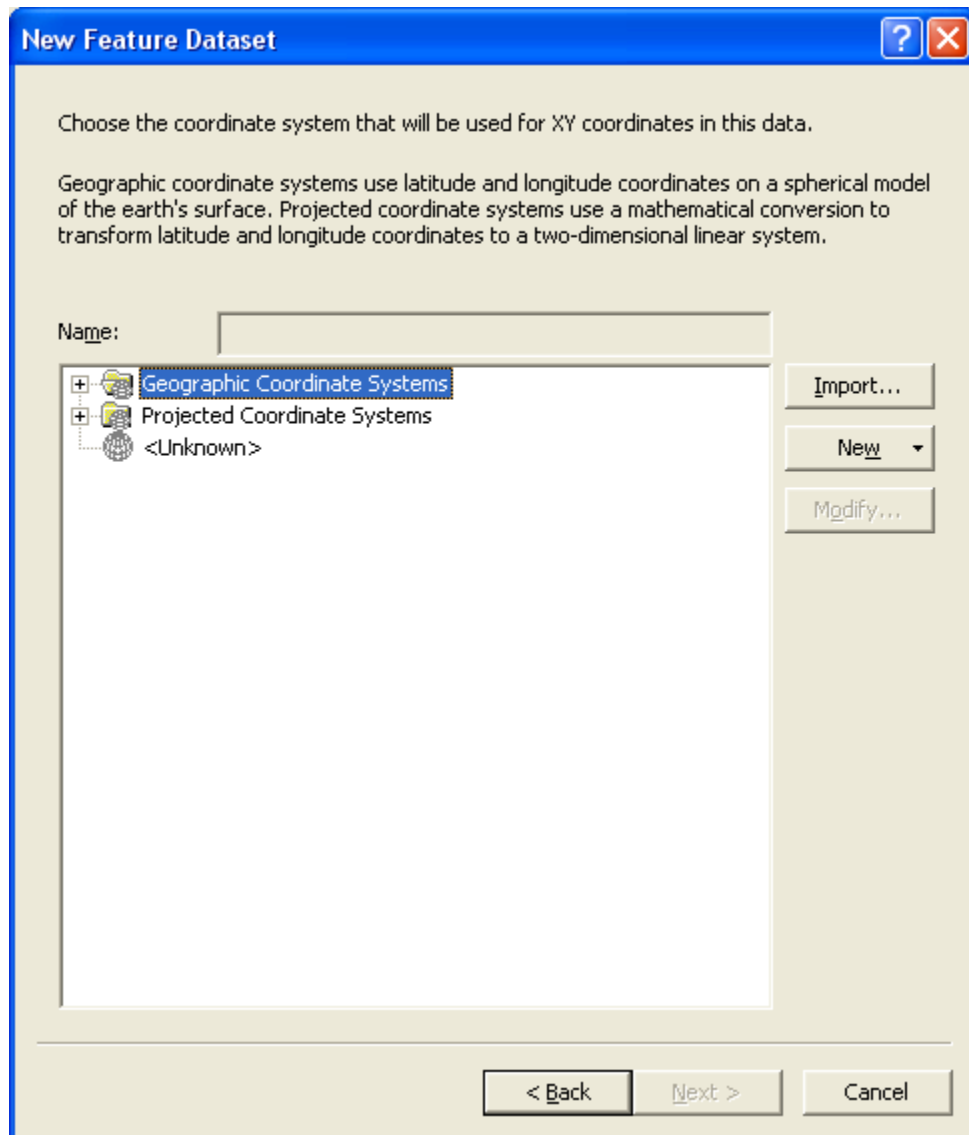 New Feature Dataset
Choose the coordinate system that will be used for XY coordinates in this data.
Geographic coordinate systems use latitude and longitude coordinates on a spherical model
of the earth's surface. Projected coordinate systems use a mathematical conversion to
transform latitude and longitude coordinates to a two-dimensional linear system.
Name:
Geographic Coordinate Systems
Projected Coordinate Systems
<Unknown>
Import...
New
Modify...
< Back
Next >
Cancel